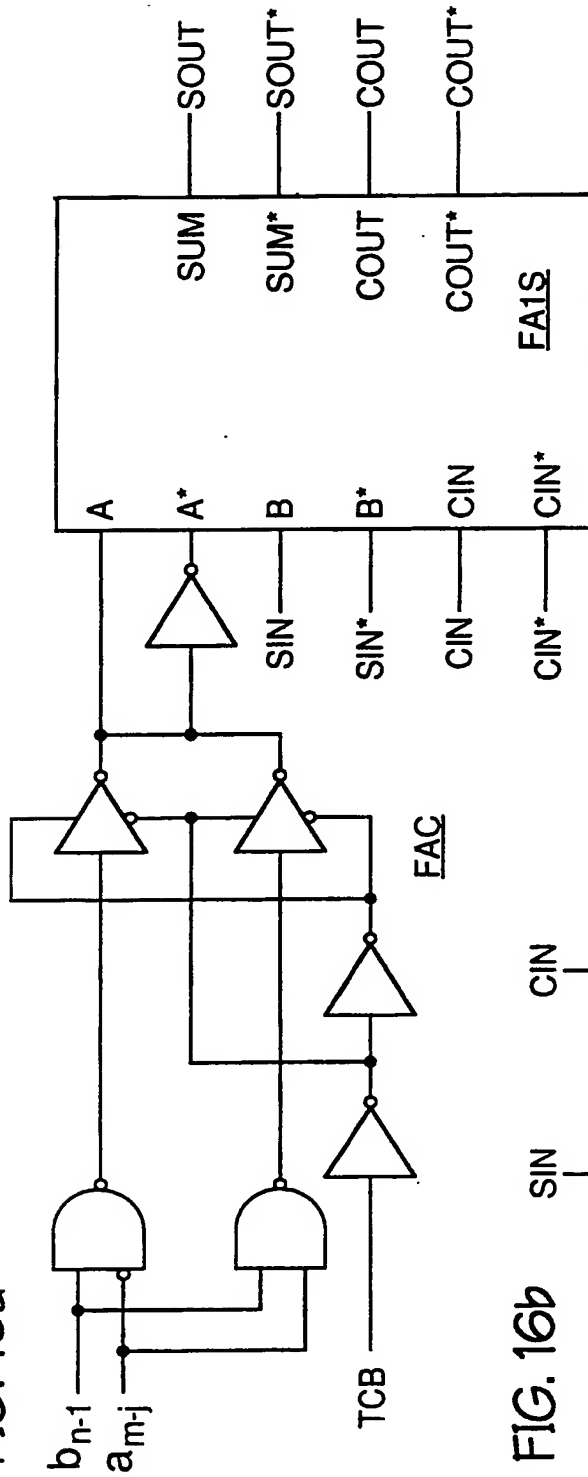 b_{n-1}
a_{m-j}
TCB
FAC
SIN
SIN*
CIN
CIN*
A
A*
B
B*
CIN
CIN*
SUM
SUM*
COUT
COUT*
FA1S
SOUT
SOUT*
COUT
COUT*
FIG. 16b
SIN
CIN